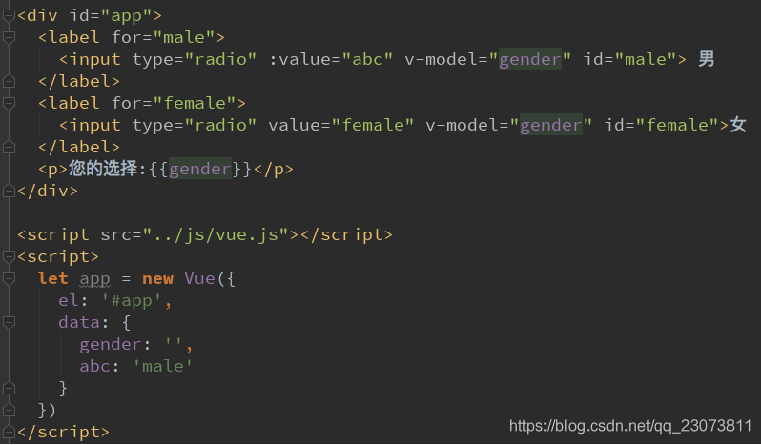 <div id="app">
  <label for="male">
    <input type="radio" :value="abc" v-model="gender" id="male"> 男
  </label>
  <label for="female">
    <input type="radio" value="female" v-model="gender" id="female">女
  </label>
  <p>您的选择:{{gender}}</p>
</div>

<script src="../js/vue.js"></script>
<script>
  let app = new Vue({
    el: '#app',
    data: {
      gender: '',
      abc: 'male'
    }
  })
</script>
https://blog.csdn.net/qq_23073811